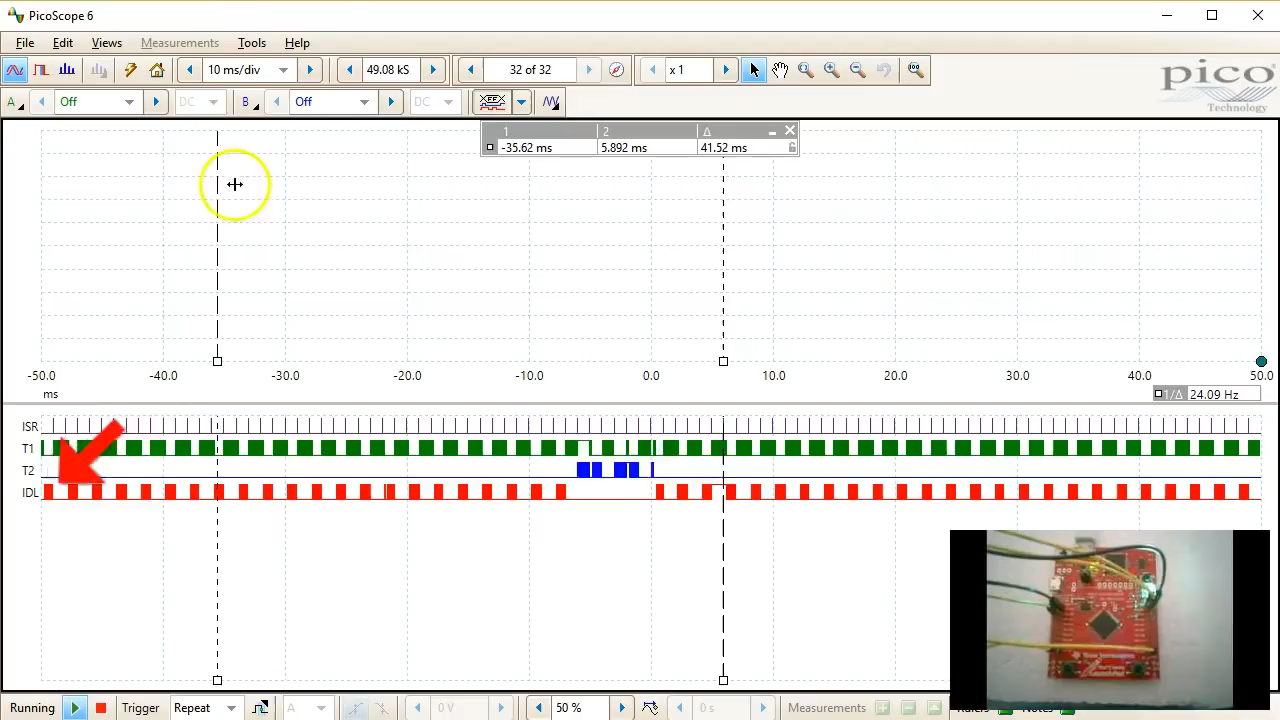 PicoScope 6
File Edit Views Measurements Tools Help
10 ms/div 49.08 kS 32 of 32 x 1
pico
Technology
A Off DC B Off DC
1 2 Δ
-35.62 ms 5.892 ms 41.52 ms
-50.0 -40.0 -30.0 -20.0 -10.0 0.0 10.0 20.0 30.0 40.0 50.0
ms
1/Δ 24.09 Hz
ISR
T1
T2
IDL
Running Trigger Repeat A 0 V 50 % 0 s Measurements